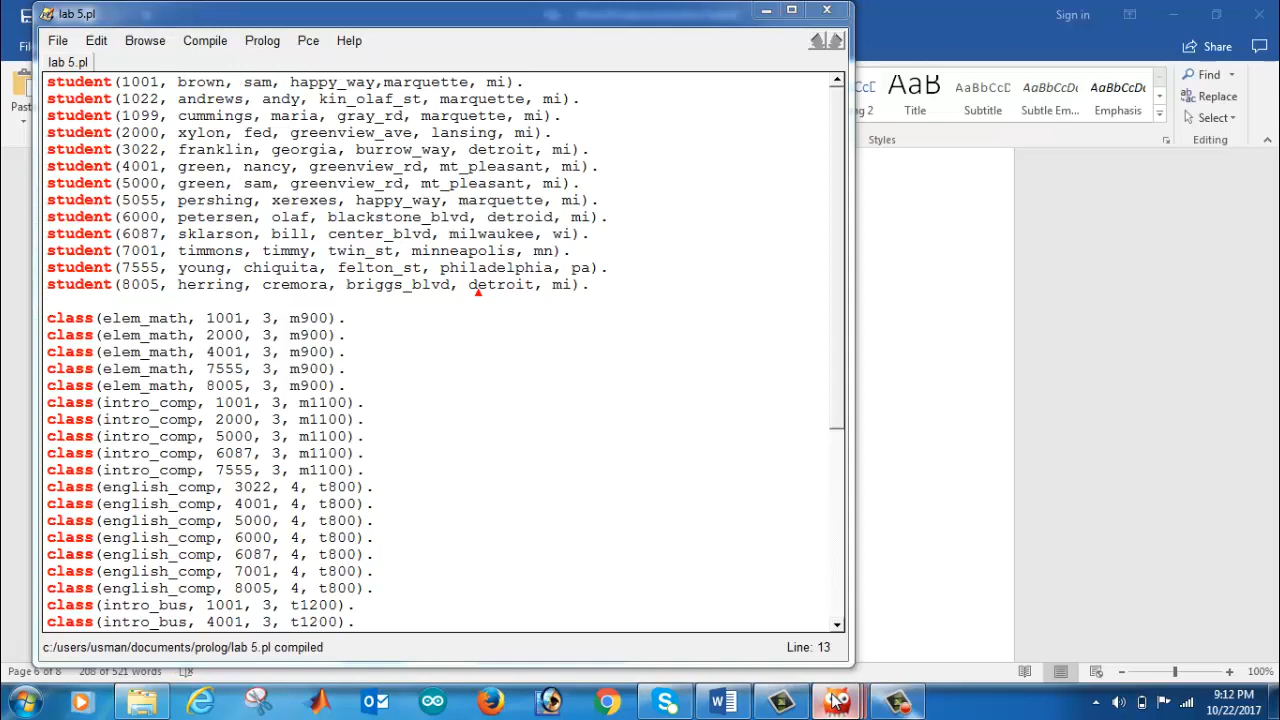 lab 5.pl
Sign in
File Edit Browse Compile Prolog Pce Help
Share
lab 5.pl
student(1001, brown, sam, happy_way,marquette, mi).
student(1022, andrews, andy, kin_olaf_st, marquette, mi).
student(1099, cummings, maria, gray_rd, marquette, mi).
student(2000, xylon, fed, greenview_ave, lansing, mi).
student(3022, franklin, georgia, burrow_way, detroit, mi).
student(4001, green, nancy, greenview_rd, mt_pleasant, mi).
student(5000, green, sam, greenview_rd, mt_pleasant, mi).
student(5055, pershing, xerexes, happy_way, marquette, mi).
student(6000, petersen, olaf, blackstone_blvd, detroid, mi).
student(6087, sklarson, bill, center_blvd, milwaukee, wi).
student(7001, timmons, timmy, twin_st, minneapolis, mn).
student(7555, young, chiquita, felton_st, philadelphia, pa).
student(8005, herring, cremora, briggs_blvd, detroit, mi).
class(elem_math, 1001, 3, m900).
class(elem_math, 2000, 3, m900).
class(elem_math, 4001, 3, m900).
class(elem_math, 7555, 3, m900).
class(elem_math, 8005, 3, m900).
class(intro_comp, 1001, 3, m1100).
class(intro_comp, 2000, 3, m1100).
class(intro_comp, 5000, 3, m1100).
class(intro_comp, 6087, 3, m1100).
class(intro_comp, 7555, 3, m1100).
class(english_comp, 3022, 4, t800).
class(english_comp, 4001, 4, t800).
class(english_comp, 5000, 4, t800).
class(english_comp, 6000, 4, t800).
class(english_comp, 6087, 4, t800).
class(english_comp, 7001, 4, t800).
class(english_comp, 8005, 4, t800).
class(intro_bus, 1001, 3, t1200).
class(intro_bus, 4001, 3, t1200).
c:/users/usman/documents/prolog/lab 5.pl compiled Line: 13
Fi
Past
AaBbCcD AaB AaBbCcD AaBbCcDa AaBbCcDa
g 2 Title Subtitle Subtle Em... Emphasis
Styles
Find
Replace
Select
Editing
Page 6 of 8 208 of 521 words 100%
9:12 PM
10/22/2017